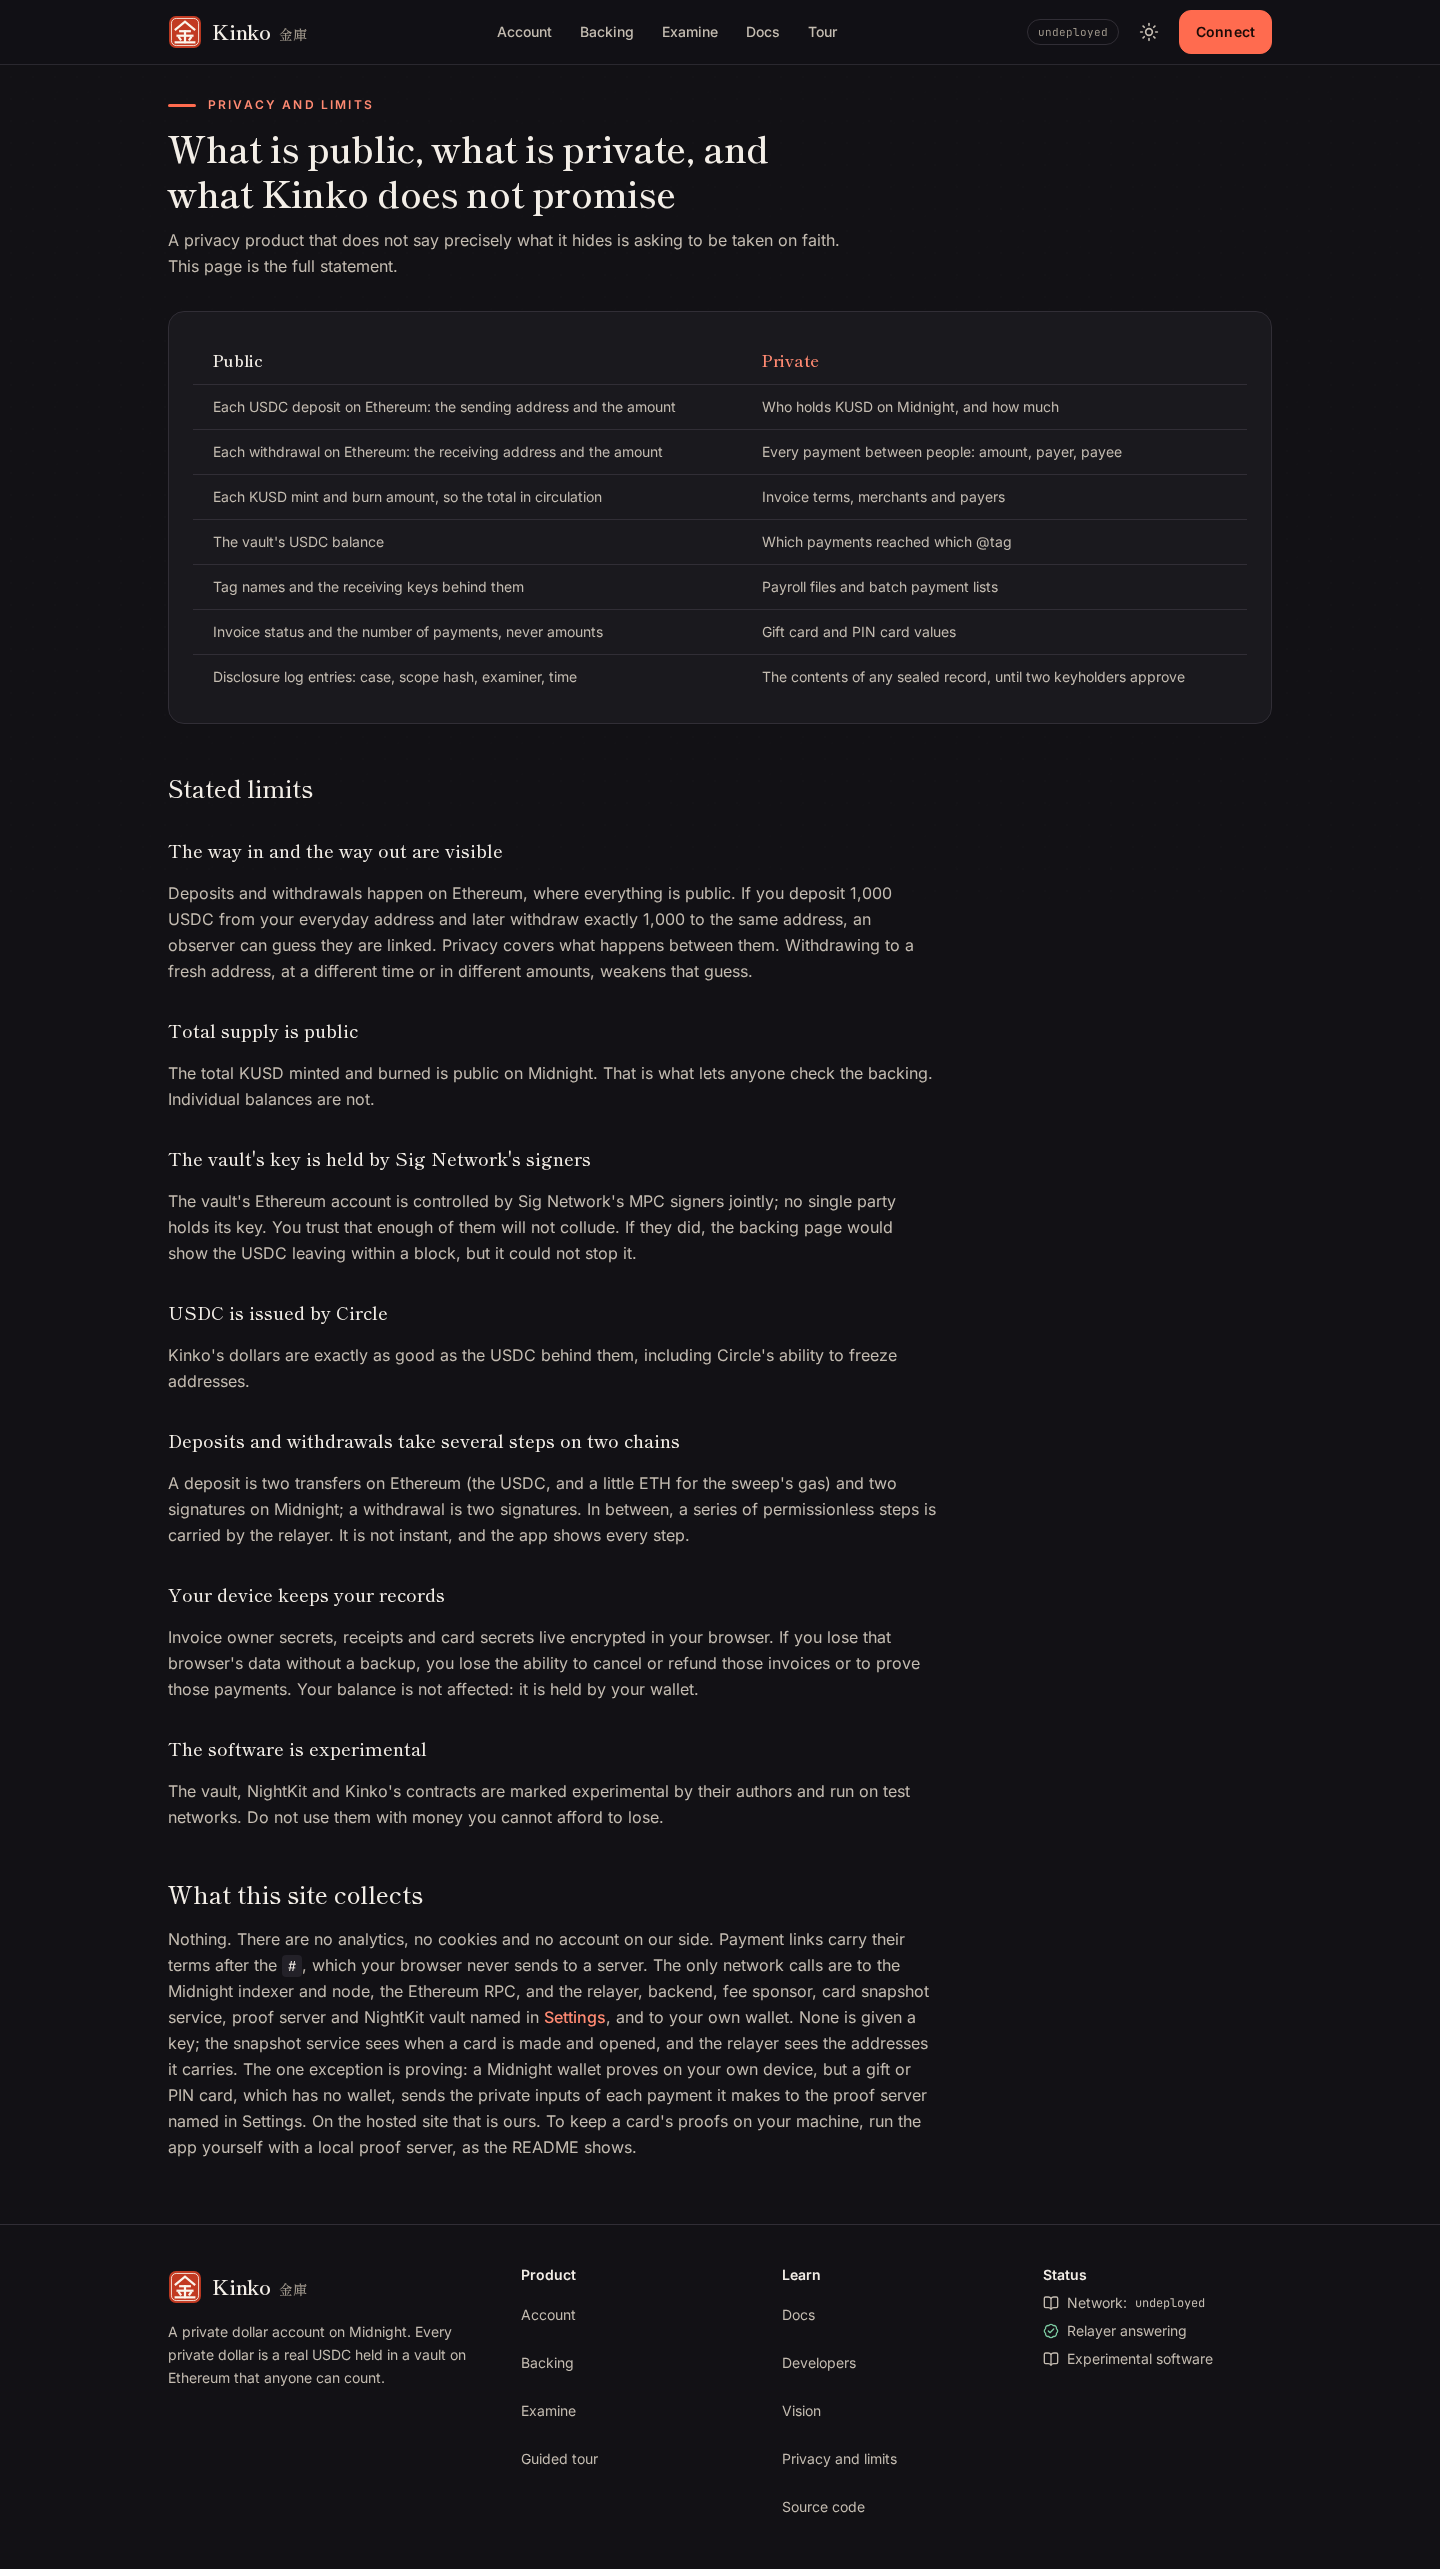 金 Kinko 金庫
Account Backing Examine Docs Tour
undeployed
Connect
PRIVACY AND LIMITS
What is public, what is private, and
what Kinko does not promise
A privacy product that does not say precisely what it hides is asking to be taken on faith.
This page is the full statement.
Public Private
Each USDC deposit on Ethereum: the sending address and the amount Who holds KUSD on Midnight, and how much
Each withdrawal on Ethereum: the receiving address and the amount Every payment between people: amount, payer, payee
Each KUSD mint and burn amount, so the total in circulation Invoice terms, merchants and payers
The vault's USDC balance Which payments reached which @tag
Tag names and the receiving keys behind them Payroll files and batch payment lists
Invoice status and the number of payments, never amounts Gift card and PIN card values
Disclosure log entries: case, scope hash, examiner, time The contents of any sealed record, until two keyholders approve
Stated limits
The way in and the way out are visible
Deposits and withdrawals happen on Ethereum, where everything is public. If you deposit 1,000
USDC from your everyday address and later withdraw exactly 1,000 to the same address, an
observer can guess they are linked. Privacy covers what happens between them. Withdrawing to a
fresh address, at a different time or in different amounts, weakens that guess.
Total supply is public
The total KUSD minted and burned is public on Midnight. That is what lets anyone check the backing.
Individual balances are not.
The vault's key is held by Sig Network's signers
The vault's Ethereum account is controlled by Sig Network's MPC signers jointly; no single party
holds its key. You trust that enough of them will not collude. If they did, the backing page would
show the USDC leaving within a block, but it could not stop it.
USDC is issued by Circle
Kinko's dollars are exactly as good as the USDC behind them, including Circle's ability to freeze
addresses.
Deposits and withdrawals take several steps on two chains
A deposit is two transfers on Ethereum (the USDC, and a little ETH for the sweep's gas) and two
signatures on Midnight; a withdrawal is two signatures. In between, a series of permissionless steps is
carried by the relayer. It is not instant, and the app shows every step.
Your device keeps your records
Invoice owner secrets, receipts and card secrets live encrypted in your browser. If you lose that
browser's data without a backup, you lose the ability to cancel or refund those invoices or to prove
those payments. Your balance is not affected: it is held by your wallet.
The software is experimental
The vault, NightKit and Kinko's contracts are marked experimental by their authors and run on test
networks. Do not use them with money you cannot afford to lose.
What this site collects
Nothing. There are no analytics, no cookies and no account on our side. Payment links carry their
terms after the #, which your browser never sends to a server. The only network calls are to the
Midnight indexer and node, the Ethereum RPC, and the relayer, backend, fee sponsor, card snapshot
service, proof server and NightKit vault named in Settings, and to your own wallet. None is given a
key; the snapshot service sees when a card is made and opened, and the relayer sees the addresses
it carries. The one exception is proving: a Midnight wallet proves on your own device, but a gift or
PIN card, which has no wallet, sends the private inputs of each payment it makes to the proof server
named in Settings. On the hosted site that is ours. To keep a card's proofs on your machine, run the
app yourself with a local proof server, as the README shows.
金 Kinko 金庫
A private dollar account on Midnight. Every
private dollar is a real USDC held in a vault on
Ethereum that anyone can count.
Product
Account
Backing
Examine
Guided tour
Learn
Docs
Developers
Vision
Privacy and limits
Source code
Status
Network: undeployed
Relayer answering
Experimental software